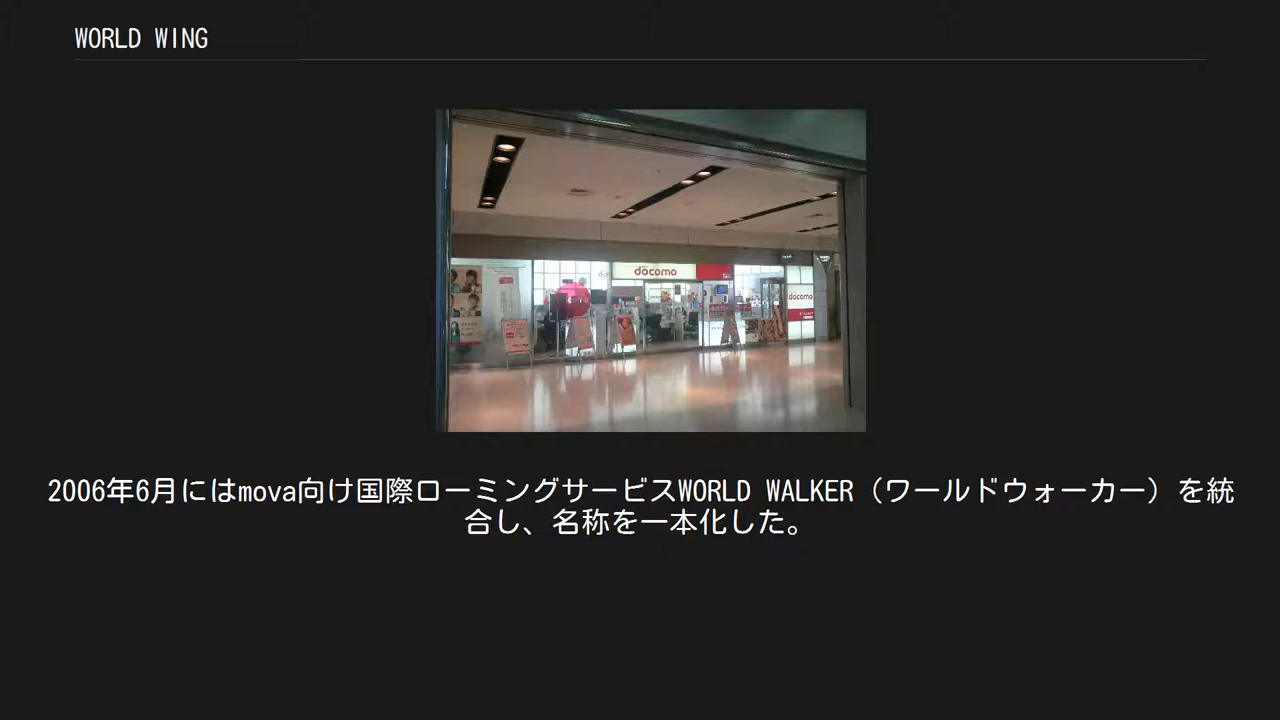 WORLD WING
docomo
docomo
2006年6月にはmova向け国際ローミングサービスWORLD WALKER（ワールドウォーカー）を統
合し、名称を一本化した。